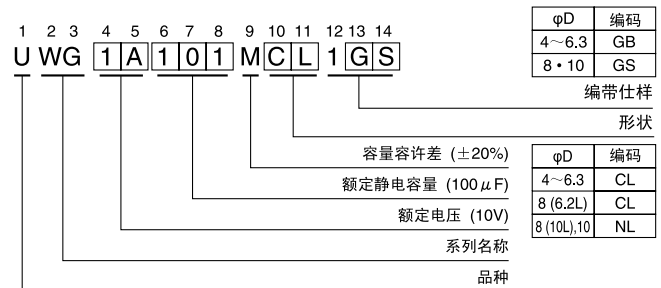 1 2 3 4 5 6 7 8 9 10 11 12 13 14
U W G 1 A 1 0 1 M C L 1 G S
φD 编码
4～6.3 GB
8・10 GS
编带仕样
形状
容量容许差 (±20%)
额定静电容量 (100μF)
额定电压 (10V)
系列名称
品种
φD 编码
4～6.3 CL
8 (6.2L) CL
8 (10L),10 NL